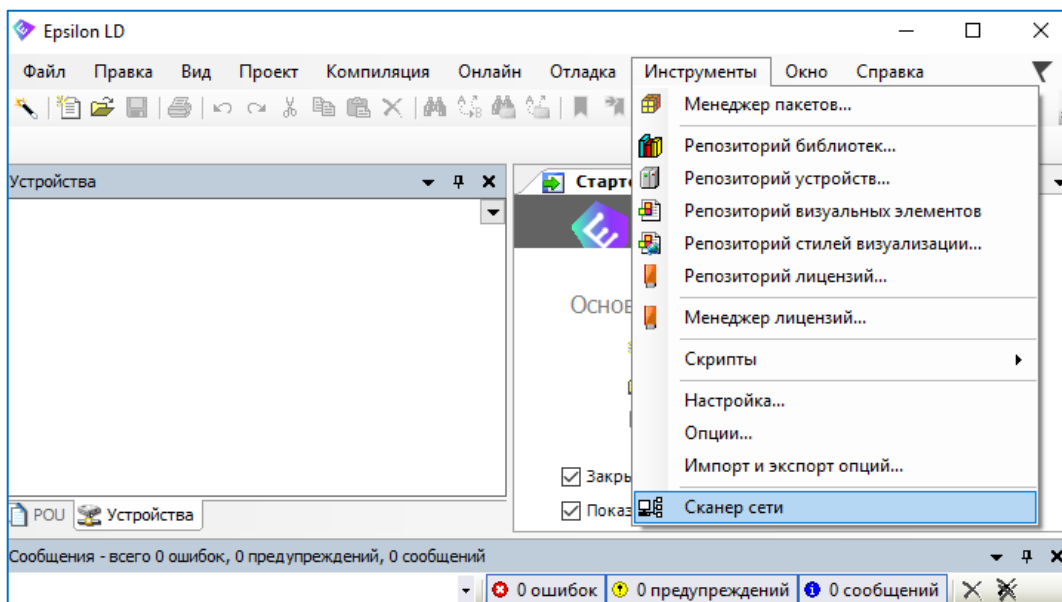 Epsilon LD
Файл Правка Вид Проект Компиляция Онлайн Отладка Инструменты Окно Справка
Менеджер пакетов...
Репозиторий библиотек...
Устройства
Репозиторий устройств...
Репозиторий визуальных элементов
Репозиторий стилей визуализации...
Репозиторий лицензий...
Менеджер лицензий...
Скрипты
Настройка...
Опции...
Импорт и экспорт опций...
Сканер сети
POU Устройства
Сообщения - всего 0 ошибок, 0 предупреждений, 0 сообщений
0 ошибок 0 предупреждений 0 сообщений